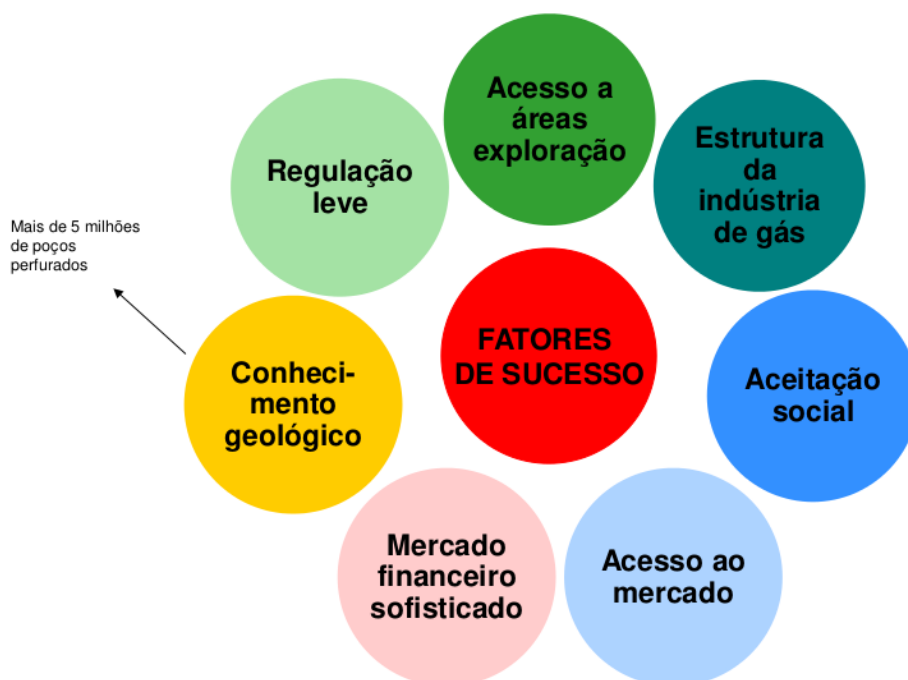 Acesso a
áreas
exploração
Estrutura
da
indústria
de gás
Regulação
leve
Mais de 5 milhões
de poços
perfurados
FATORES
DE SUCESSO
Conheci-
mento
geológico
Aceitação
social
Mercado
financeiro
sofisticado
Acesso ao
mercado